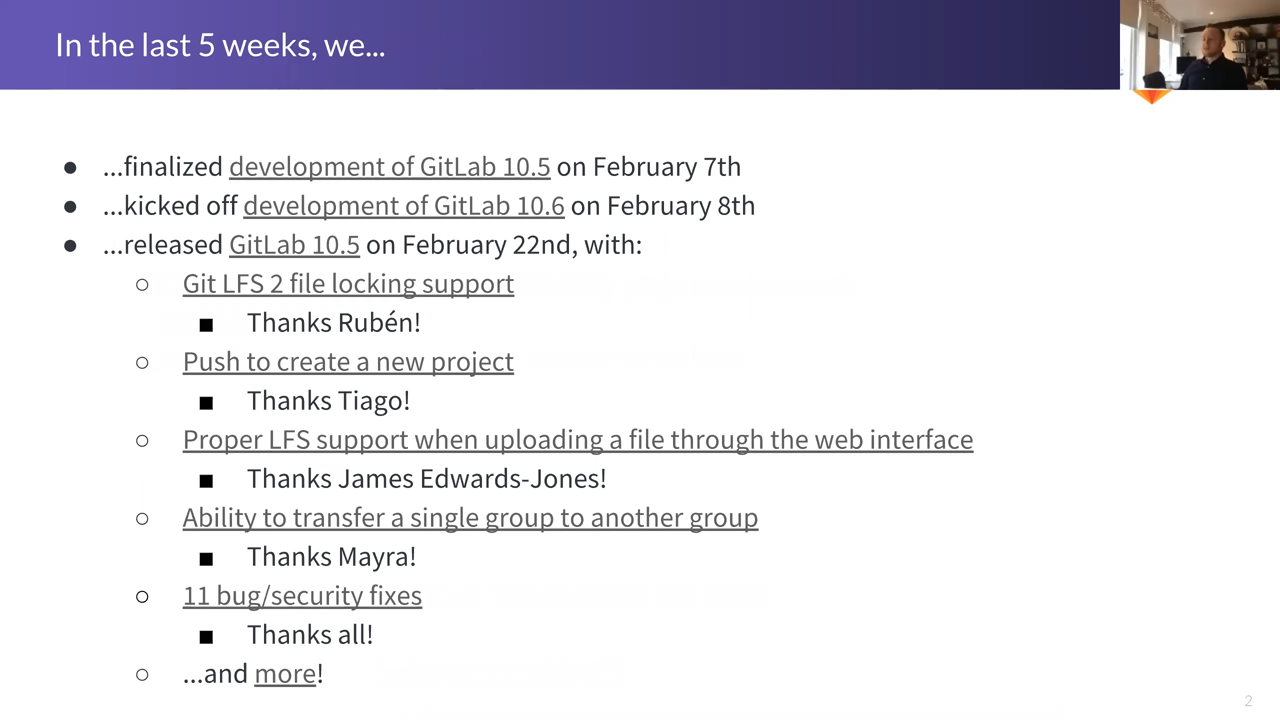 In the last 5 weeks, we...
● ...finalized development of GitLab 10.5 on February 7th
● ...kicked off development of GitLab 10.6 on February 8th
● ...released GitLab 10.5 on February 22nd, with:
○ Git LFS 2 file locking support
■ Thanks Rubén!
○ Push to create a new project
■ Thanks Tiago!
○ Proper LFS support when uploading a file through the web interface
■ Thanks James Edwards-Jones!
○ Ability to transfer a single group to another group
■ Thanks Mayra!
○ 11 bug/security fixes
■ Thanks all!
○ ...and more!
2